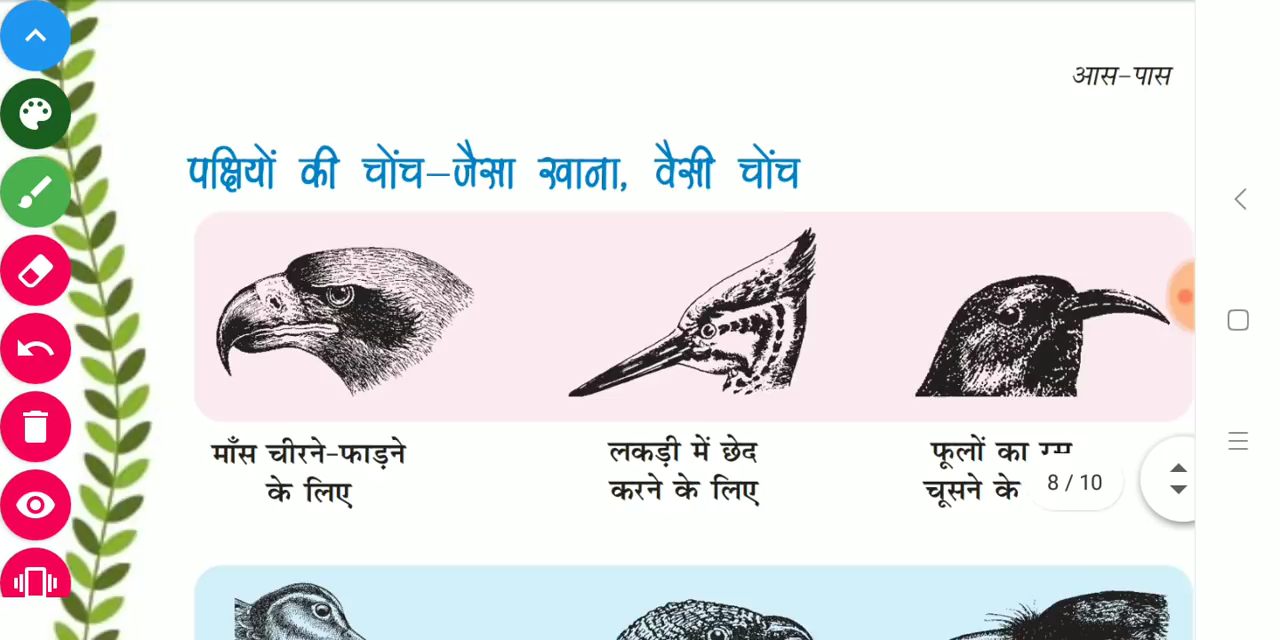 आस-पास
पक्षियों की चोंच–जैसा खाना, वैसी चोंच
माँस चीरने-फाड़ने
के लिए
लकड़ी में छेद
करने के लिए
फूलों का
चूसने के
8 / 10